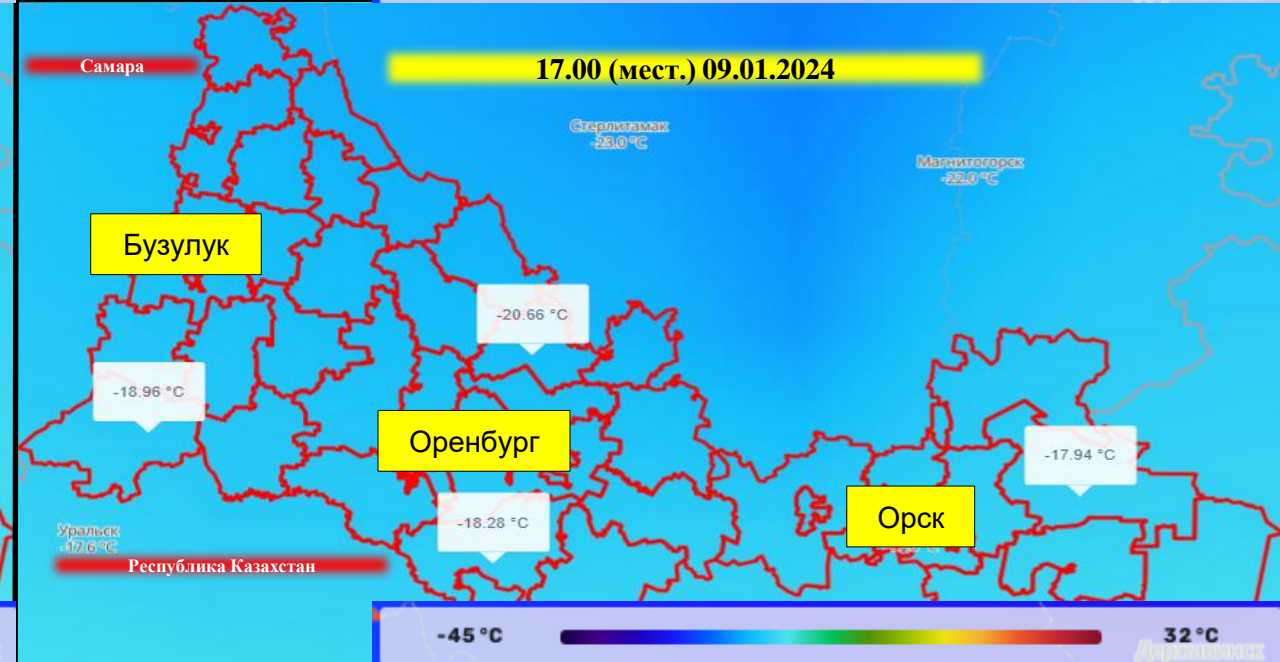 Самара
17.00 (мест.) 09.01.2024
Стерлитамак
-23.0 °C
Магнитогорск
-22.0 °C
Бузулук
-20.66 °C
-18.96 °C
Оренбург
-17.94 °C
-18.28 °C
Орск
Уральск
-17.6 °C
Республика Казахстан
-45 °C
32 °C
Державинск